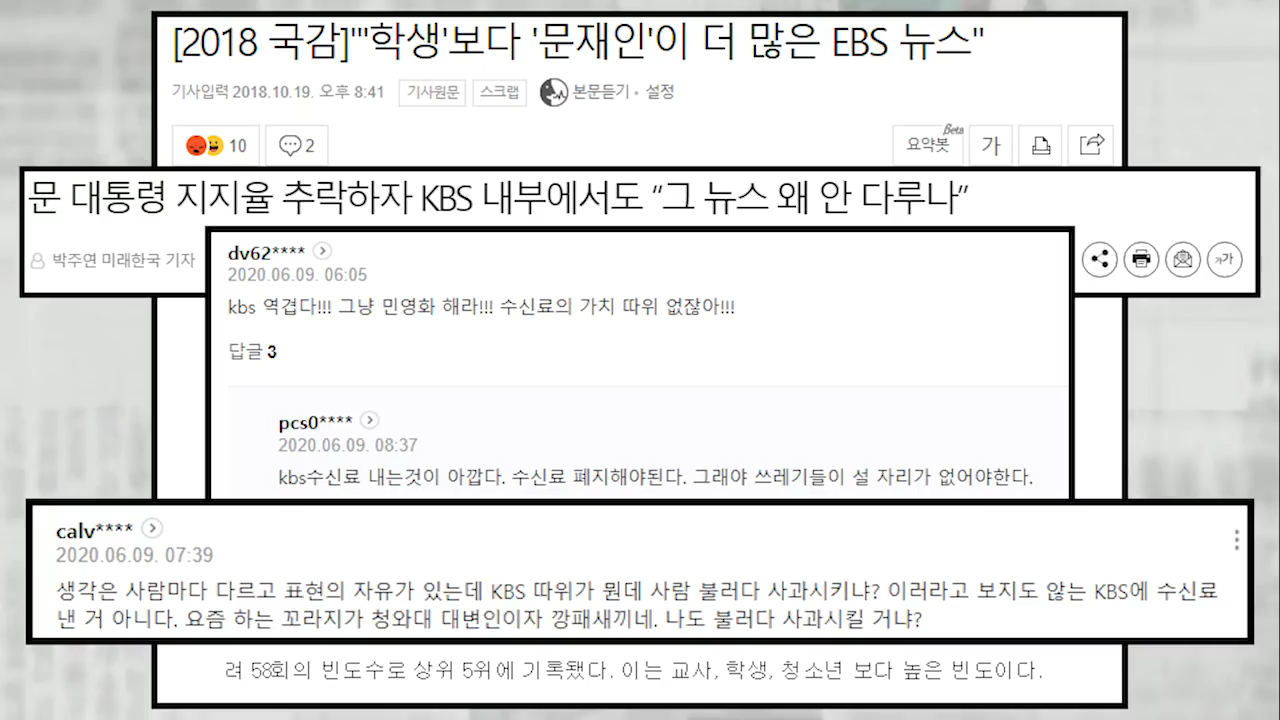 [2018 국감]"'학생'보다 '문재인'이 더 많은 EBS 뉴스"
기사입력 2018.10.19. 오후 8:41 기사원문 스크랩 본문듣기 · 설정
10 2 요약봇 Beta 가
문 대통령 지지율 추락하자 KBS 내부에서도 “그 뉴스 왜 안 다루나”
박주연 미래한국 기자
가가
dv62****
2020.06.09. 06:05
kbs 역겹다!!! 그냥 민영화 해라!!! 수신료의 가치 따위 없잖아!!!
답글 3
pcs0****
2020.06.09. 08:37
kbs수신료 내는것이 아깝다. 수신료 폐지해야된다. 그래야 쓰레기들이 설 자리가 없어야한다.
calv****
2020.06.09. 07:39
생각은 사람마다 다르고 표현의 자유가 있는데 KBS 따위가 뭔데 사람 불러다 사과시키냐? 이러라고 보지도 않는 KBS에 수신료
낸 거 아니다. 요즘 하는 꼬라지가 청와대 대변인이자 깡패새끼네. 나도 불러다 사과시킬 거냐?
려 58회의 빈도수로 상위 5위에 기록됐다. 이는 교사, 학생, 청소년 보다 높은 빈도이다.